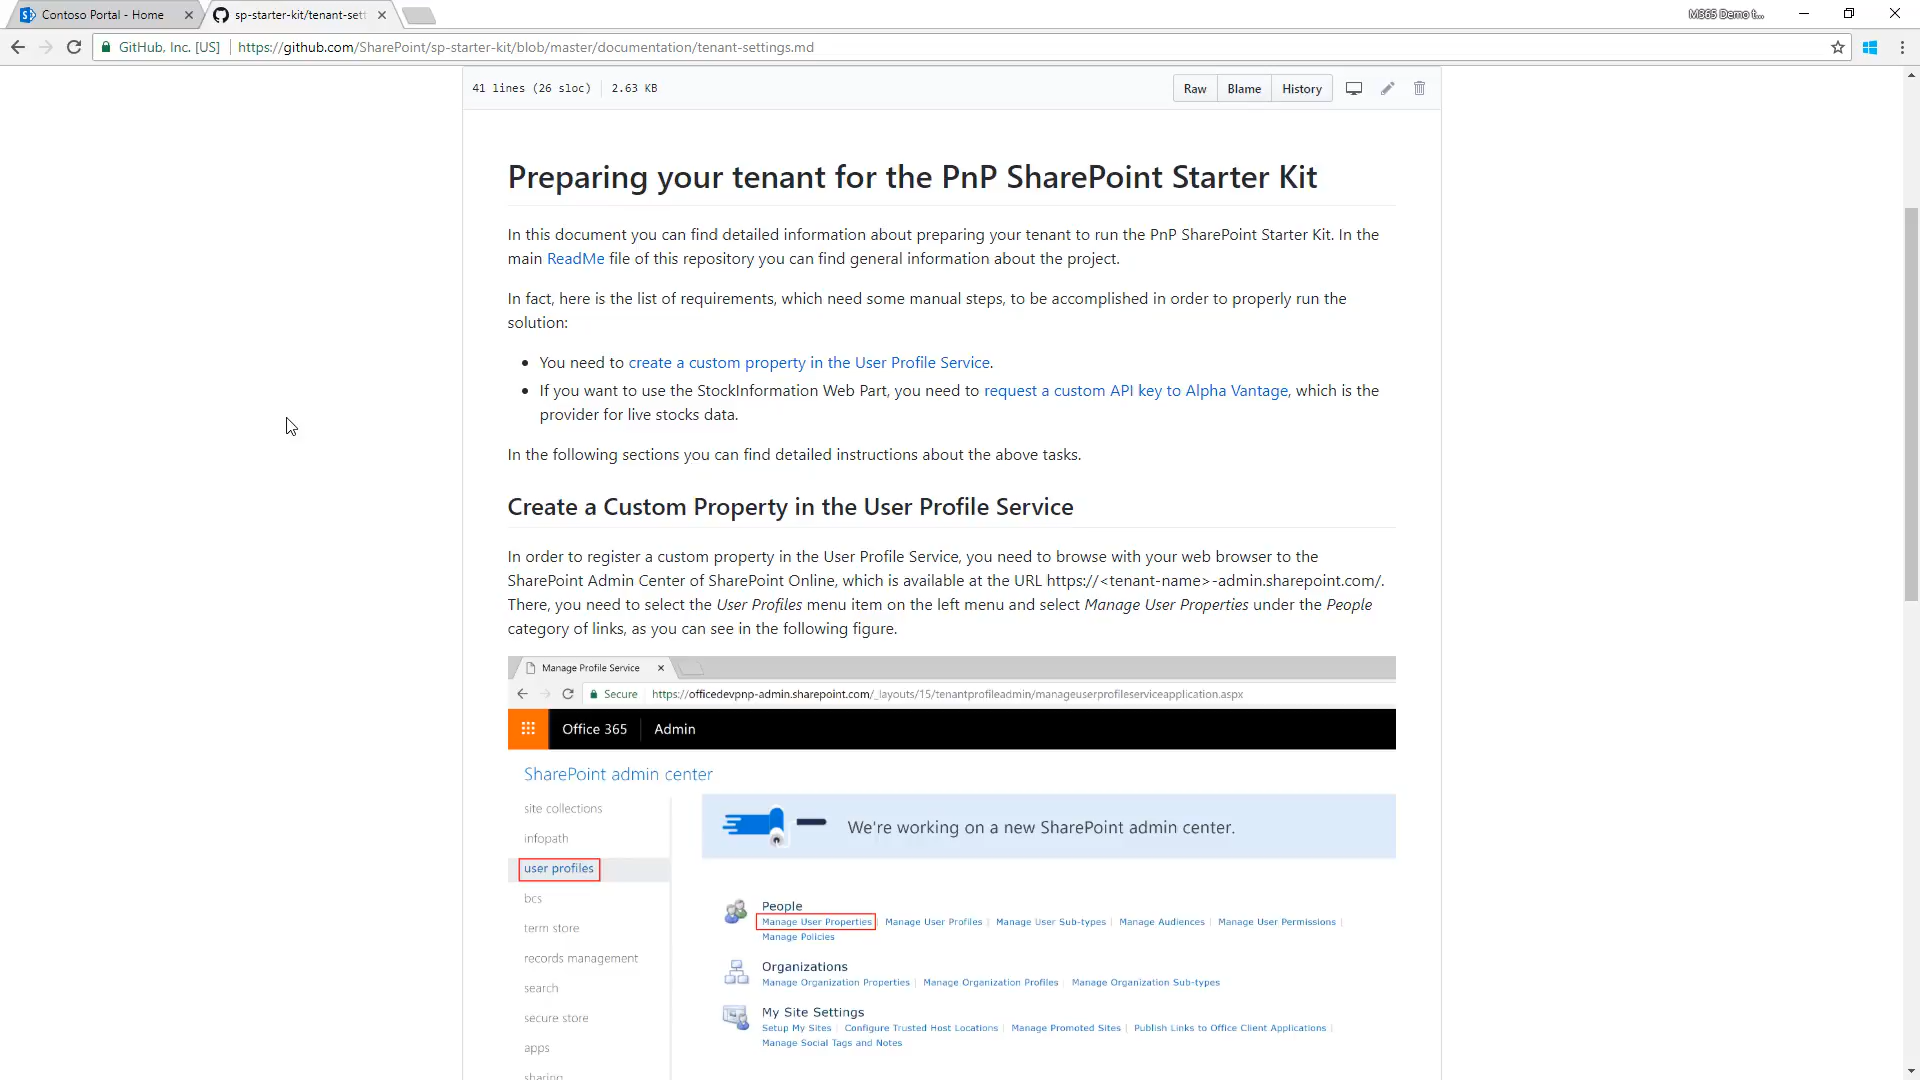 Contoso Portal - Home
sp-starter-kit/tenant-sett
M365 Demo t...
GitHub, Inc. [US]
https://github.com/SharePoint/sp-starter-kit/blob/master/documentation/tenant-settings.md
41 lines (26 sloc)
2.63 KB
Raw
Blame
History
Preparing your tenant for the PnP SharePoint Starter Kit
In this document you can find detailed information about preparing your tenant to run the PnP SharePoint Starter Kit. In the
main ReadMe file of this repository you can find general information about the project.
In fact, here is the list of requirements, which need some manual steps, to be accomplished in order to properly run the
solution:
You need to create a custom property in the User Profile Service.
If you want to use the StockInformation Web Part, you need to request a custom API key to Alpha Vantage, which is the
provider for live stocks data.
In the following sections you can find detailed instructions about the above tasks.
Create a Custom Property in the User Profile Service
In order to register a custom property in the User Profile Service, you need to browse with your web browser to the
SharePoint Admin Center of SharePoint Online, which is available at the URL https://<tenant-name>-admin.sharepoint.com/.
There, you need to select the User Profiles menu item on the left menu and select Manage User Properties under the People
category of links, as you can see in the following figure.
Manage Profile Service
Secure
https://officedevpnp-admin.sharepoint.com/_layouts/15/tenantprofileadmin/manageuserprofileserviceapplication.aspx
Office 365
Admin
SharePoint admin center
site collections
infopath
user profiles
bcs
term store
records management
search
secure store
apps
sharing
We're working on a new SharePoint admin center.
People
Manage User Properties | Manage User Profiles | Manage User Sub-types | Manage Audiences | Manage User Permissions |
Manage Policies
Organizations
Manage Organization Properties | Manage Organization Profiles | Manage Organization Sub-types
My Site Settings
Setup My Sites | Configure Trusted Host Locations | Manage Promoted Sites | Publish Links to Office Client Applications |
Manage Social Tags and Notes